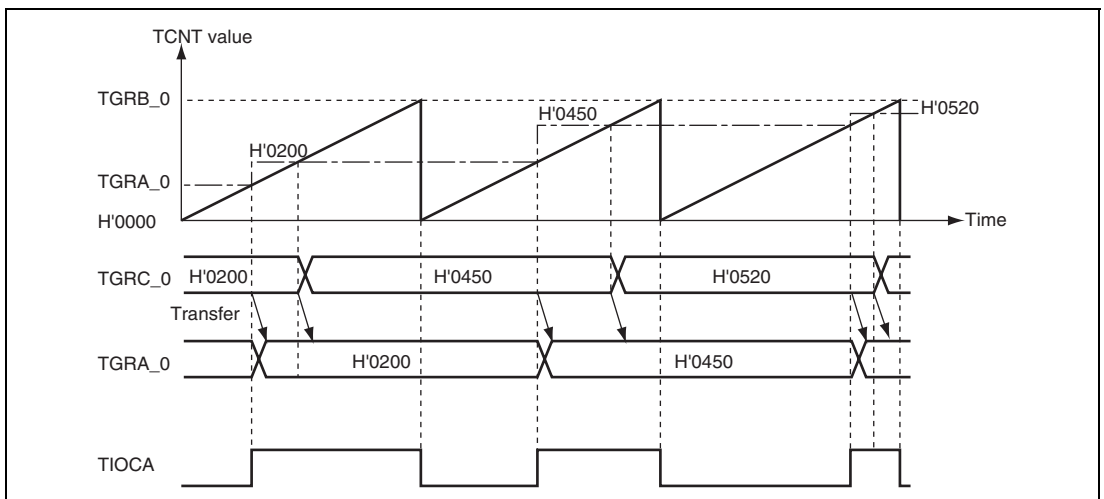 TCNT value
TGRB_0
H'0450
H'0520
H'0200
TGRA_0
H'0000
Time
TGRC_0
H'0200
H'0450
H'0520
Transfer
TGRA_0
H'0200
H'0450
TIOCA